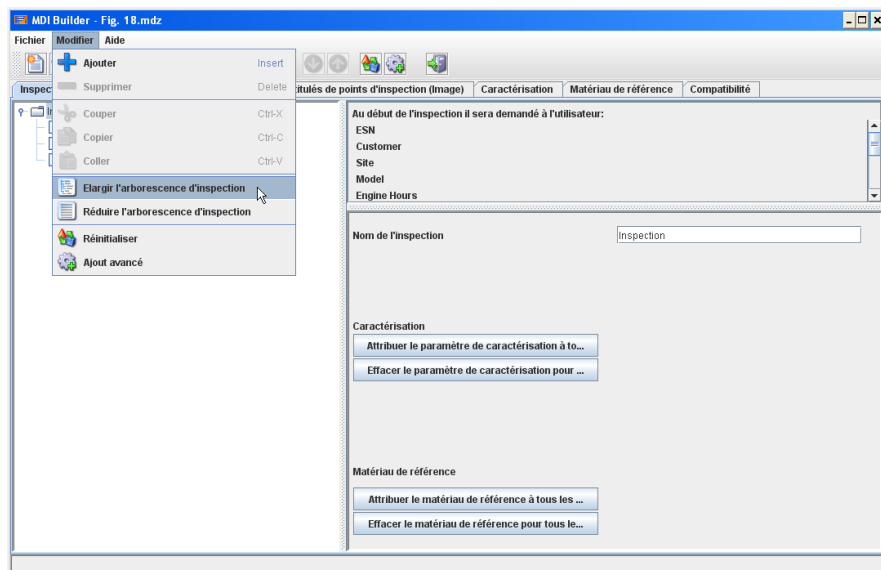 MDI Builder - Fig. 18.mdz
Fichier Modifier Aide
Ajouter Insert
Supprimer Delete
Couper Ctrl-X
Copier Ctrl-C
Coller Ctrl-V
Elargir l'arborescence d'inspection
Réduire l'arborescence d'inspection
Réinitialiser
Ajout avancé
Inspec
titulés de points d'inspection (Image) Caractérisation Matériau de référence Compatibilité
Au début de l'inspection il sera demandé à l'utilisateur:
ESN
Customer
Site
Model
Engine Hours
Nom de l'inspection Inspection
Caractérisation
Attribuer le paramètre de caractérisation à to...
Effacer le paramètre de caractérisation pour ...
Matériau de référence
Attribuer le matériau de référence à tous les ...
Effacer le matériau de référence pour tous le...